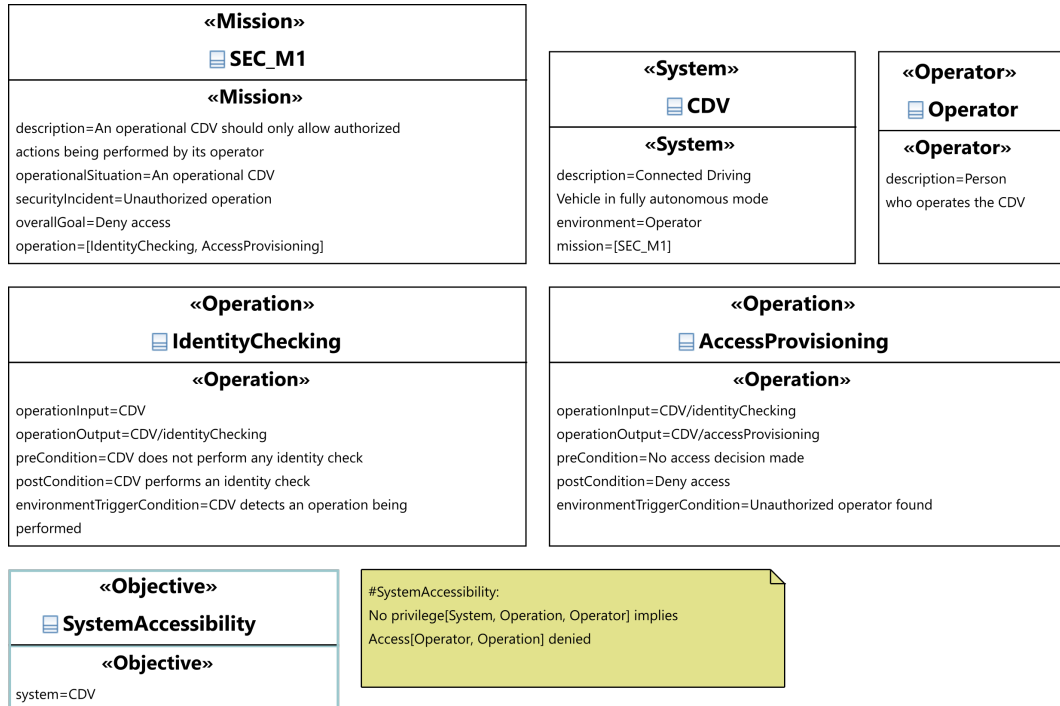 «Mission»
SEC_M1
«Mission»
description=An operational CDV should only allow authorized
actions being performed by its operator
operationalSituation=An operational CDV
securityIncident=Unauthorized operation
overallGoal=Deny access
operation=[IdentityChecking, AccessProvisioning]
«System»
CDV
«System»
description=Connected Driving
Vehicle in fully autonomous mode
environment=Operator
mission=[SEC_M1]
«Operator»
Operator
«Operator»
description=Person
who operates the CDV
«Operation»
IdentityChecking
«Operation»
operationInput=CDV
operationOutput=CDV/identityChecking
preCondition=CDV does not perform any identity check
postCondition=CDV performs an identity check
environmentTriggerCondition=CDV detects an operation being
performed
«Operation»
AccessProvisioning
«Operation»
operationInput=CDV/identityChecking
operationOutput=CDV/accessProvisioning
preCondition=No access decision made
postCondition=Deny access
environmentTriggerCondition=Unauthorized operator found
«Objective»
SystemAccessibility
«Objective»
system=CDV
#SystemAccessibility:
No privilege[System, Operation, Operator] implies
Access[Operator, Operation] denied